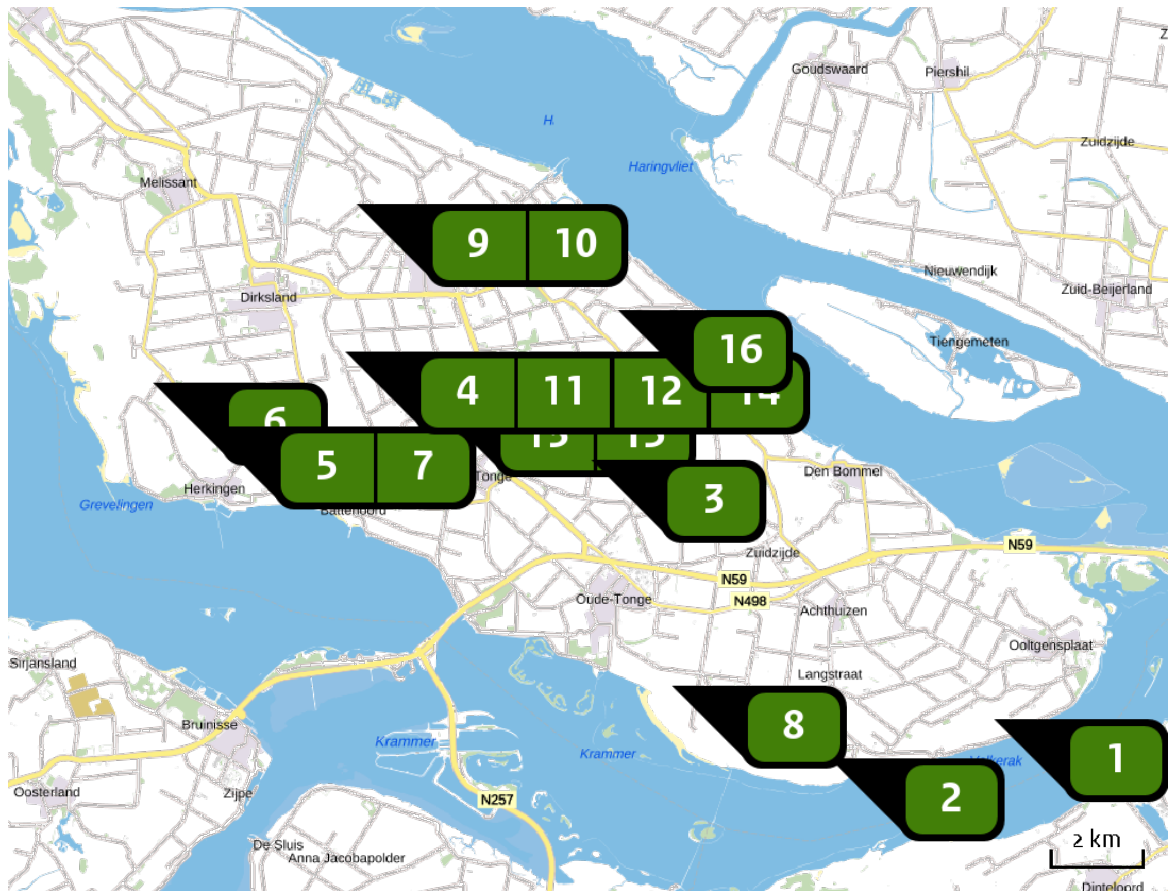 Goudswaard
Piershil
H.
Zuidzijde
Haringvliet
Melissant
9 10
Nieuwendijk
Zuid-Beijerland
Dirksland
Tiengemeten
16
4 11 12 14
6
5 7
Den Bommel
Herkingen
Tonge
3
Grevelingen
Battenoord
N59
Zuidzijde
N59
Oude-Tonge
N498
Achthuizen
Ooltgensplaat
Sirjansland
Langstraat
Bruinisse
8
Krammer
Krammer
1
Oosterland
Zijpe
N257
2
2 km
De Sluis
Anna Jacobapolder
Dinteloord